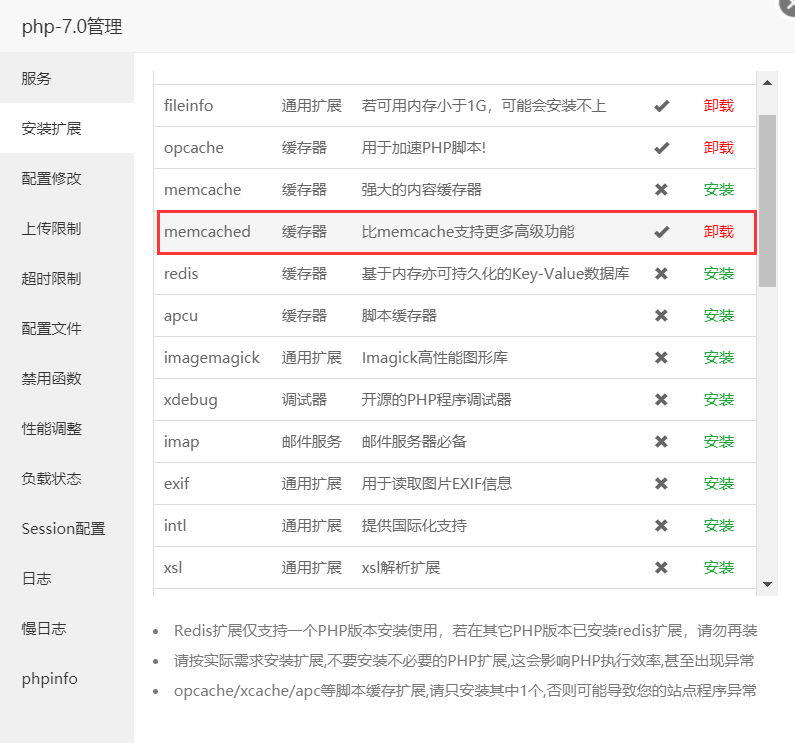 php-7.0管理
服务
安装扩展
配置修改
上传限制
超时限制
配置文件
禁用函数
性能调整
负载状态
Session配置
日志
慢日志
phpinfo
fileinfo 通用扩展 若可用内存小于1G，可能会安装不上 ✔ 卸载
opcache 缓存器 用于加速PHP脚本! ✔ 卸载
memcache 缓存器 强大的内容缓存器 ✖ 安装
memcached 缓存器 比memcache支持更多高级功能 ✔ 卸载
redis 缓存器 基于内存亦可持久化的Key-Value数据库 ✖ 安装
apcu 缓存器 脚本缓存器 ✖ 安装
imagemagick 通用扩展 Imagick高性能图形库 ✖ 安装
xdebug 调试器 开源的PHP程序调试器 ✖ 安装
imap 邮件服务 邮件服务器必备 ✖ 安装
exif 通用扩展 用于读取图片EXIF信息 ✖ 安装
intl 通用扩展 提供国际化支持 ✖ 安装
xsl 通用扩展 xsl解析扩展 ✖ 安装
• Redis扩展仅支持一个PHP版本安装使用，若在其它PHP版本已安装redis扩展，请勿再装
• 请按实际需求安装扩展,不要安装不必要的PHP扩展,这会影响PHP执行效率,甚至出现异常
• opcache/xcache/apc等脚本缓存扩展,请只安装其中1个,否则可能导致您的站点程序异常